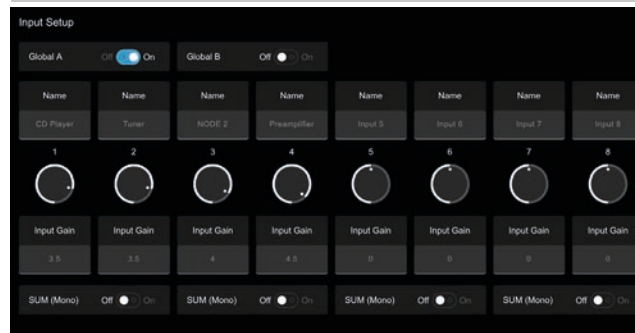 Input Setup
Global A Off On Global B Off On
Name Name Name Name Name Name Name Name
CD Player Tuner NODE 2 Preamplifier Input 5 Input 6 Input 7 Input 8
1 2 3 4 5 6 7 8
Input Gain Input Gain Input Gain Input Gain Input Gain Input Gain Input Gain Input Gain
3.5 3.5 4 4.5 0 0 0 0
SUM (Mono) Off On SUM (Mono) Off On SUM (Mono) Off On SUM (Mono) Off On